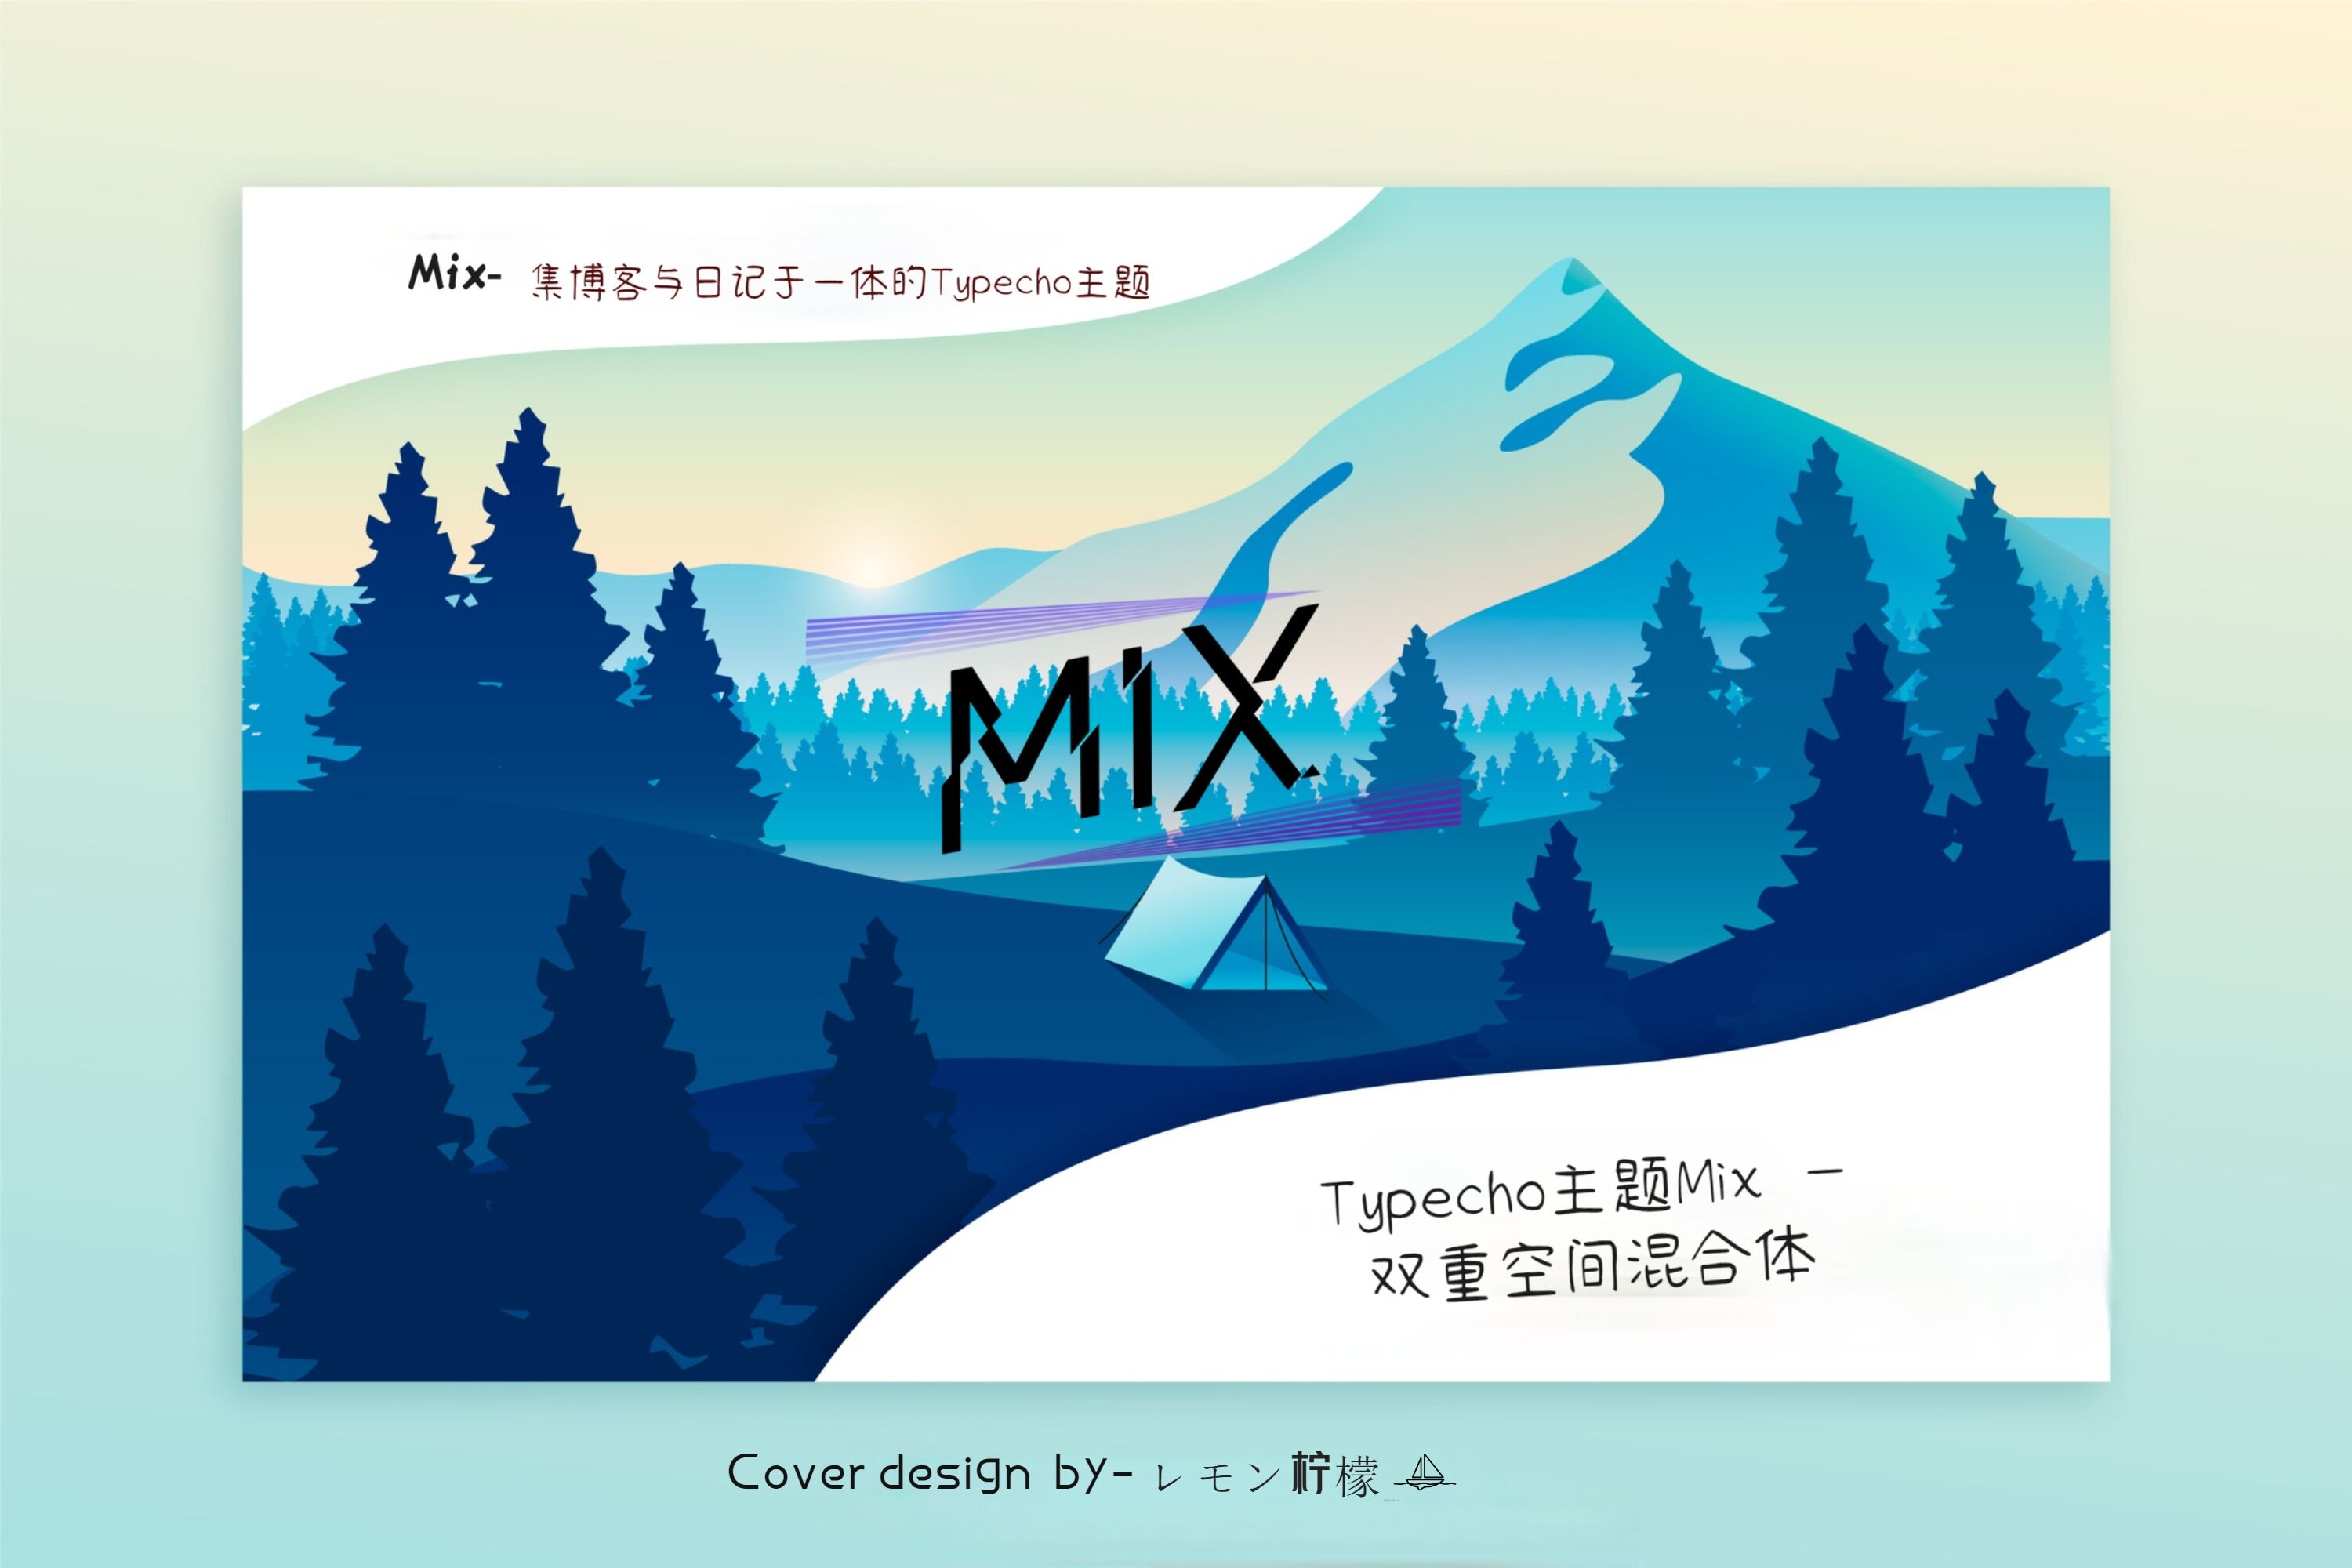 Mix- 集博客与日记于一体的Typecho主题
MIX
Typecho主题Mix —
双重空间混合体
Cover design by- レモン柠檬